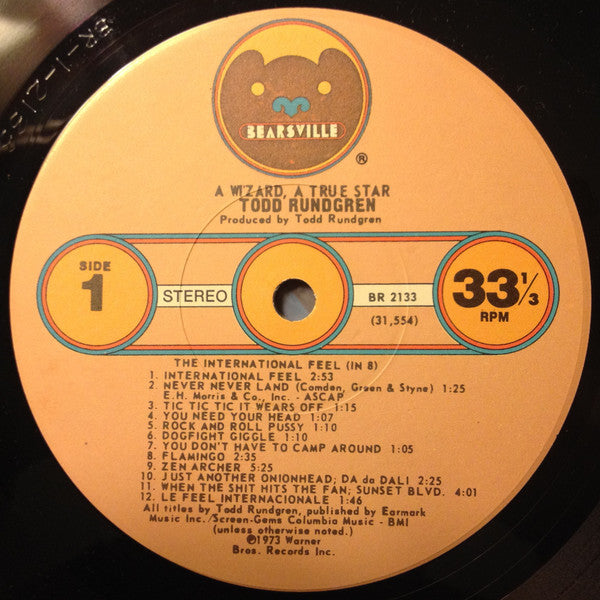 BEARSVILLE
®
A WIZARD, A TRUE STAR
TODD RUNDGREN
Produced by Todd Rundgren
SIDE
1
STEREO
BR 2133
(31,554)
33 1/3
RPM
THE INTERNATIONAL FEEL (IN 8)
1. INTERNATIONAL FEEL 2:53
2. NEVER NEVER LAND (Comden, Green & Styne) 1:25
E.H. Morris & Co., Inc. - ASCAP
3. TIC TIC TIC IT WEARS OFF 1:15
4. YOU NEED YOUR HEAD 1:07
5. ROCK AND ROLL PUSSY 1:10
6. DOGFIGHT GIGGLE 1:10
7. YOU DON'T HAVE TO CAMP AROUND 1:05
8. FLAMINGO 2:35
9. ZEN ARCHER 5:25
10. JUST ANOTHER ONIONHEAD; DA da DALI 2:25
11. WHEN THE SHIT HITS THE FAN; SUNSET BLVD. 4:01
12. LE FEEL INTERNACIONALE 1:46
All titles by Todd Rundgren, published by Earmark
Music Inc./Screen-Gems Columbia Music - BMI
(unless otherwise noted.)
℗1973 Warner
Bros. Records Inc.